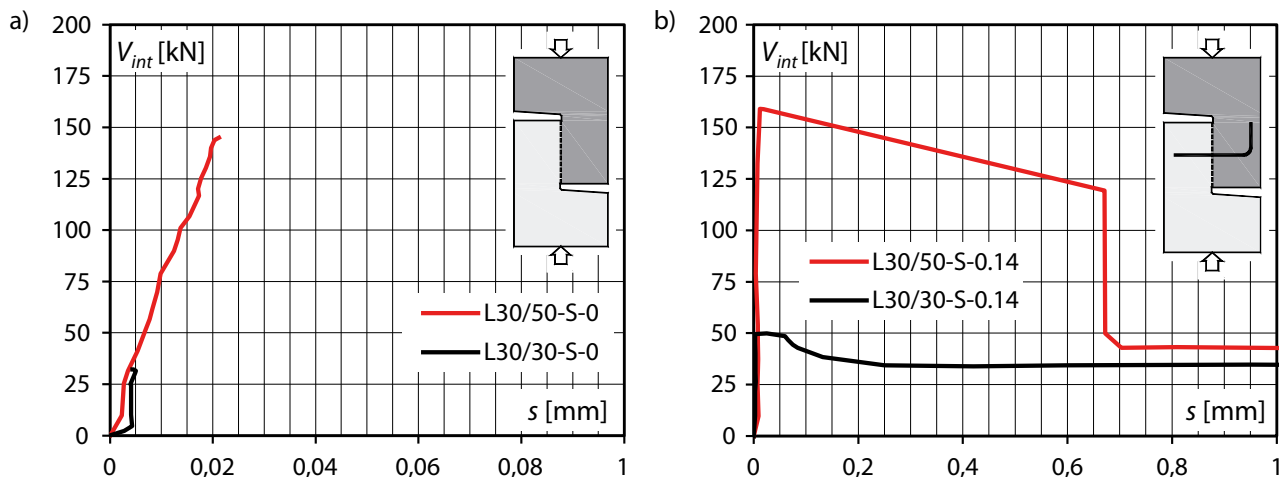 a)
V_int [kN]
200
175
150
125
100
75
50
25
0
L30/50-S-0
L30/30-S-0
s [mm]
0 0,02 0,04 0,06 0,08 1
b)
V_int [kN]
200
175
150
125
100
75
50
25
0
L30/50-S-0.14
L30/30-S-0.14
s [mm]
0 0,2 0,4 0,6 0,8 1